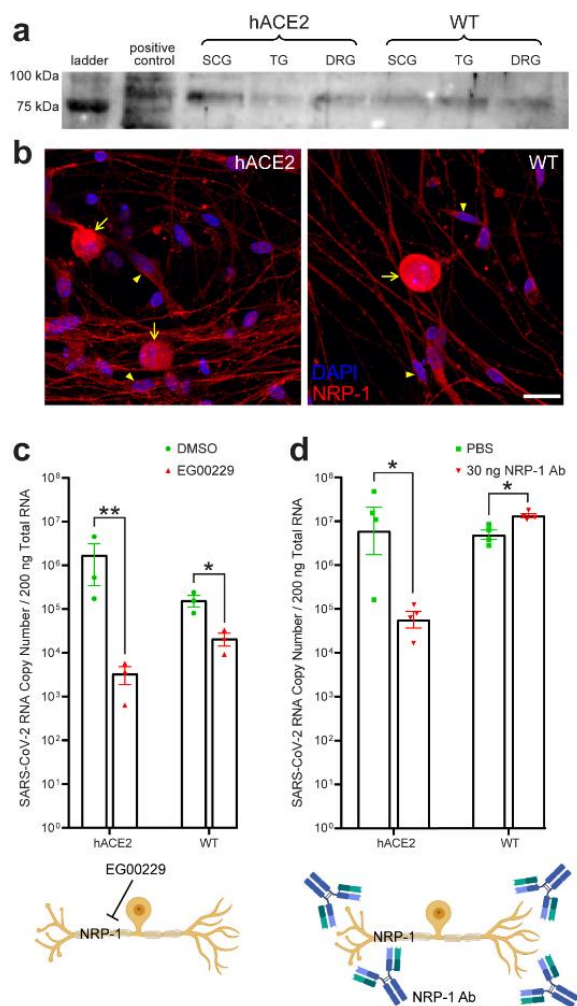 a
hACE2
WT
ladder
positive control
SCG
TG
DRG
SCG
TG
DRG
100 kDa
75 kDa
b
hACE2
WT
DAPI
NRP-1
c
DMSO
EG00229
SARS-CoV-2 RNA Copy Number / 200 ng Total RNA
10⁸
10⁷
10⁶
10⁵
10⁴
10³
10²
10¹
10⁰
**
*
hACE2
WT
EG00229
NRP-1
d
PBS
30 ng NRP-1 Ab
SARS-CoV-2 RNA Copy Number / 200 ng Total RNA
10⁸
10⁷
10⁶
10⁵
10⁴
10³
10²
10¹
10⁰
*
*
hACE2
WT
NRP-1
NRP-1 Ab